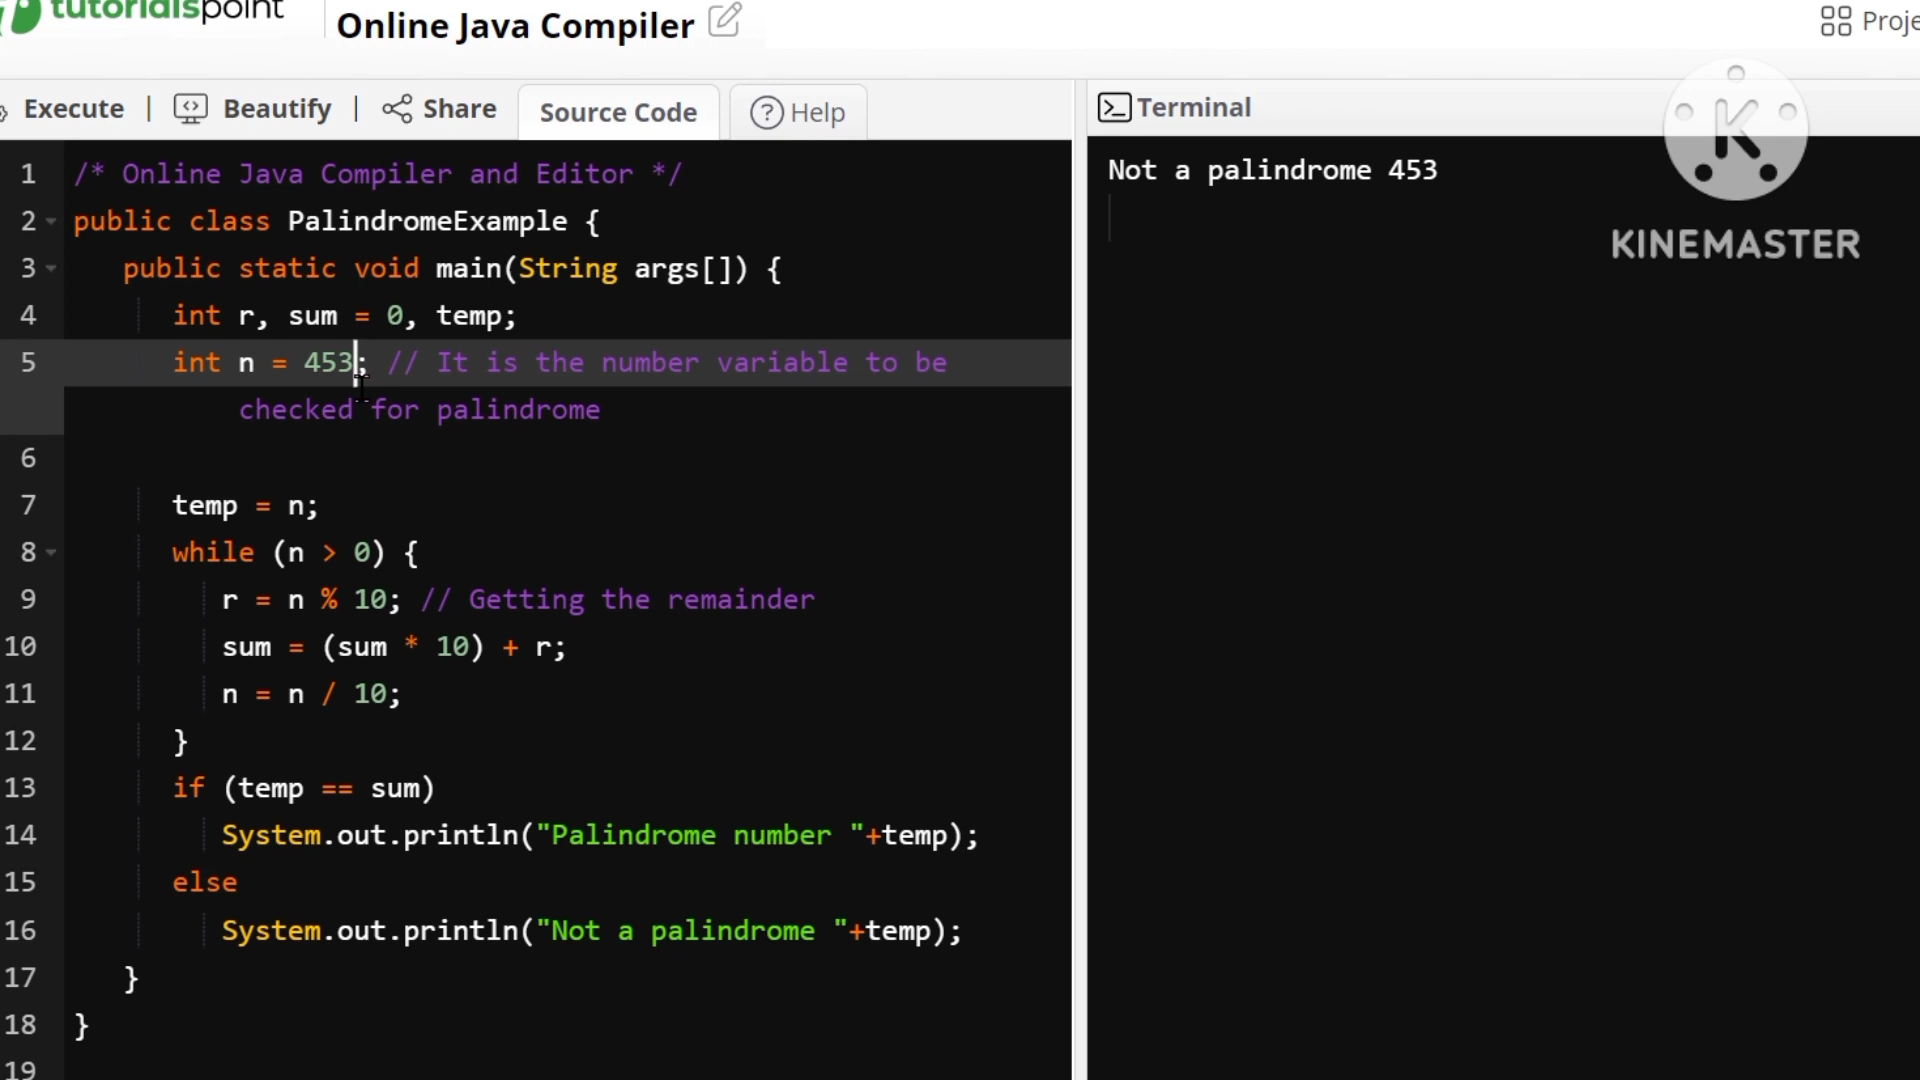 tutorialspoint
Online Java Compiler
Proje
Execute | Beautify | Share Source Code Help
Terminal
1 /* Online Java Compiler and Editor */
2 public class PalindromeExample {
3 public static void main(String args[]) {
4 int r, sum = 0, temp;
5 int n = 453; // It is the number variable to be
checked for palindrome
6
7 temp = n;
8 while (n > 0) {
9 r = n % 10; // Getting the remainder
10 sum = (sum * 10) + r;
11 n = n / 10;
12 }
13 if (temp == sum)
14 System.out.println("Palindrome number "+temp);
15 else
16 System.out.println("Not a palindrome "+temp);
17 }
18 }
19
Not a palindrome 453
K
KINEMASTER